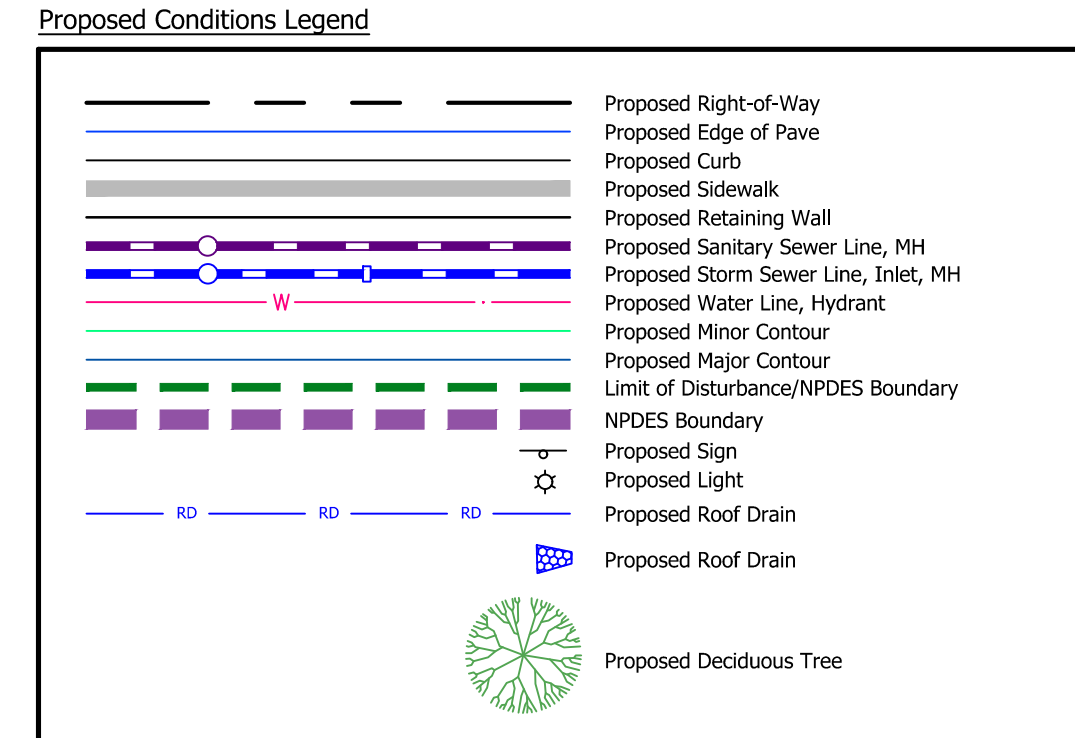 Proposed Conditions Legend
Proposed Right-of-Way
Proposed Edge of Pave
Proposed Curb
Proposed Sidewalk
Proposed Retaining Wall
Proposed Sanitary Sewer Line, MH
Proposed Storm Sewer Line, Inlet, MH
W Proposed Water Line, Hydrant
Proposed Minor Contour
Proposed Major Contour
Limit of Disturbance/NPDES Boundary
NPDES Boundary
Proposed Sign
Proposed Light
RD RD RD Proposed Roof Drain
Proposed Roof Drain
Proposed Deciduous Tree